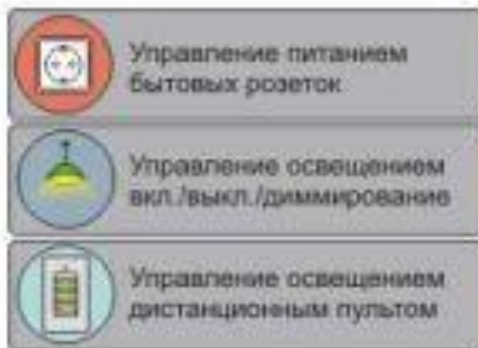 Управление питанием
бытовых розеток
Управление освещением
вкл./выкл./диммирование
Управление освещением
дистанционным пультом